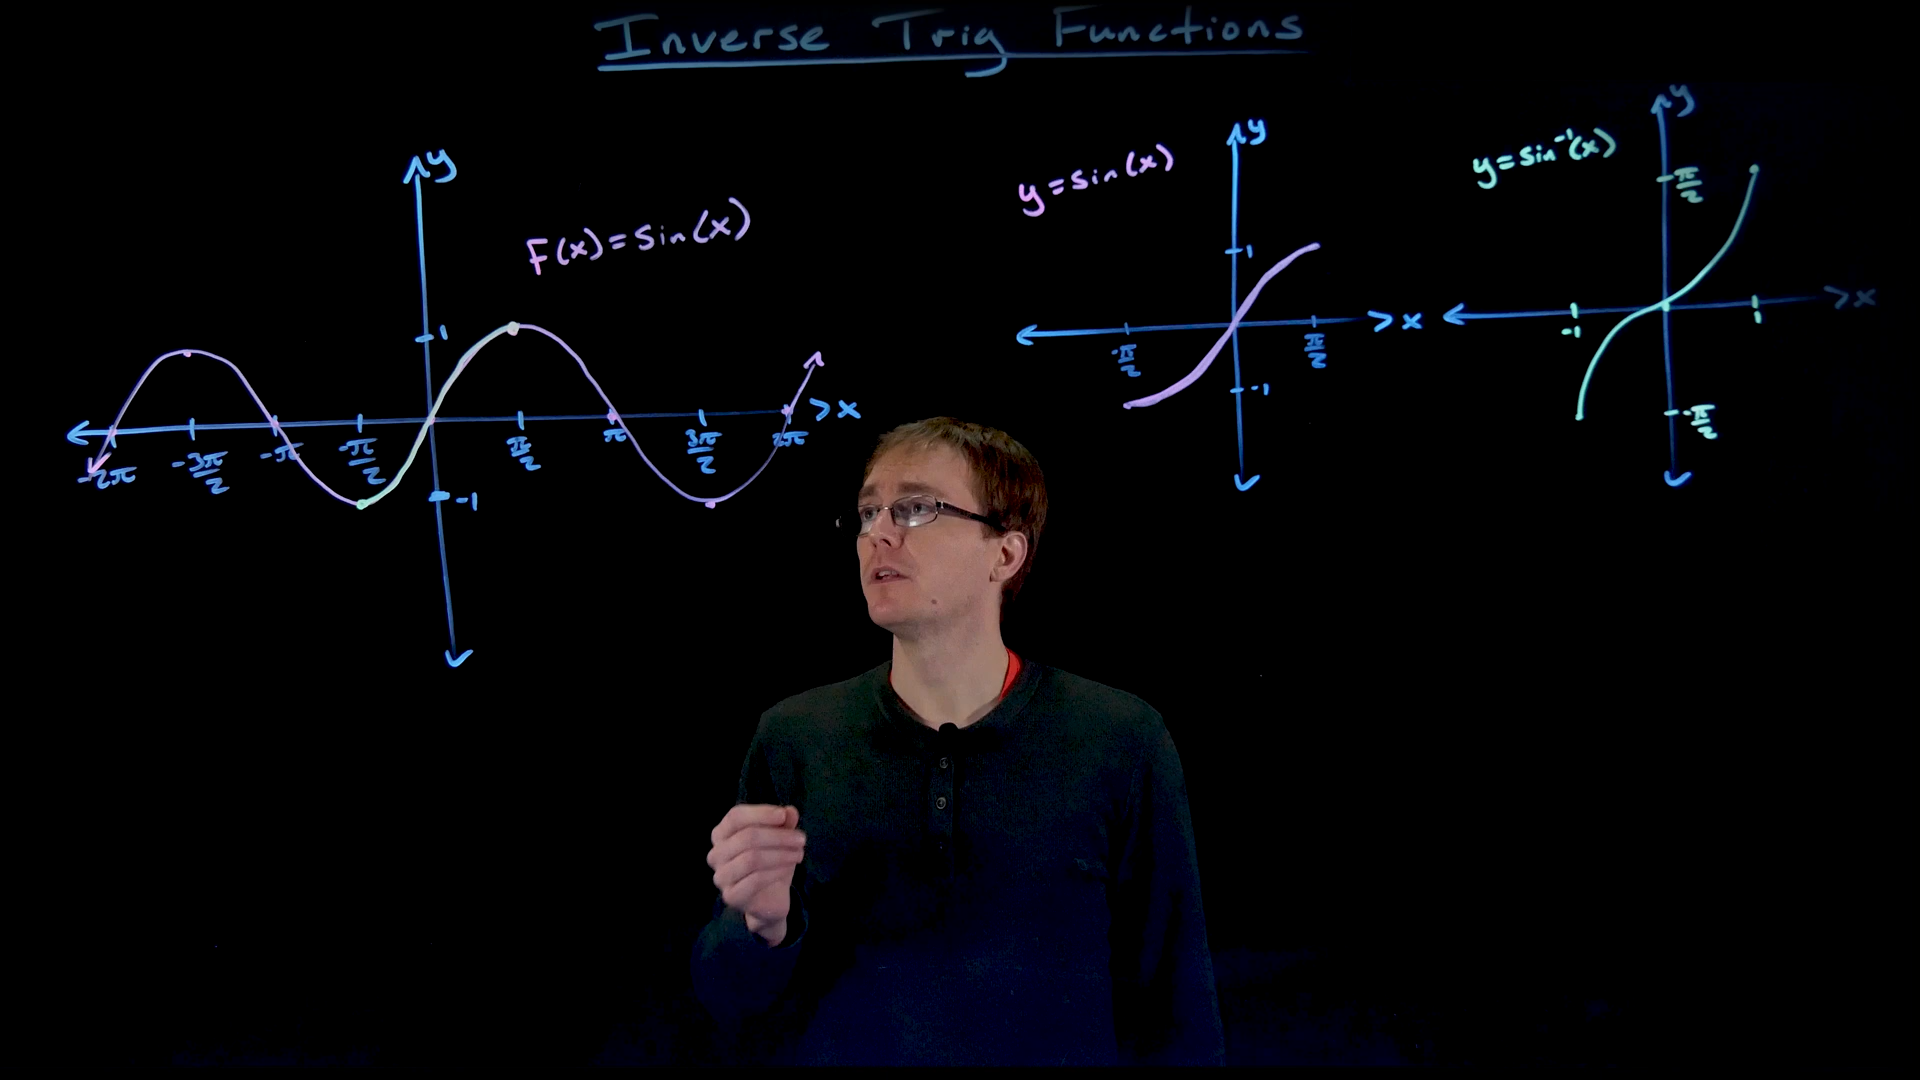 Inverse Trig Functions
y
F(x)=sin(x)
1
x
-2π
-3π/2
-π
-π/2
π/2
π
3π/2
2π
-1
y=sin(x)
y
1
x
-π/2
π/2
-1
y=sin⁻¹(x)
y
π/2
x
-1
1
-π/2